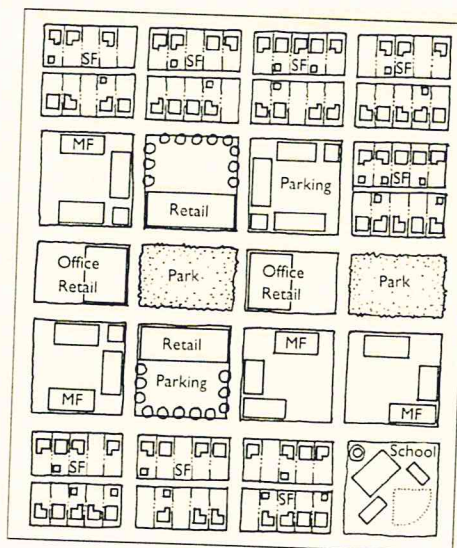 SF
SF
SF
SF
MF
Retail
Parking
SF
Office
Retail
Park
Office
Retail
Park
MF
Retail
Parking
MF
MF
SF
SF
SF
School